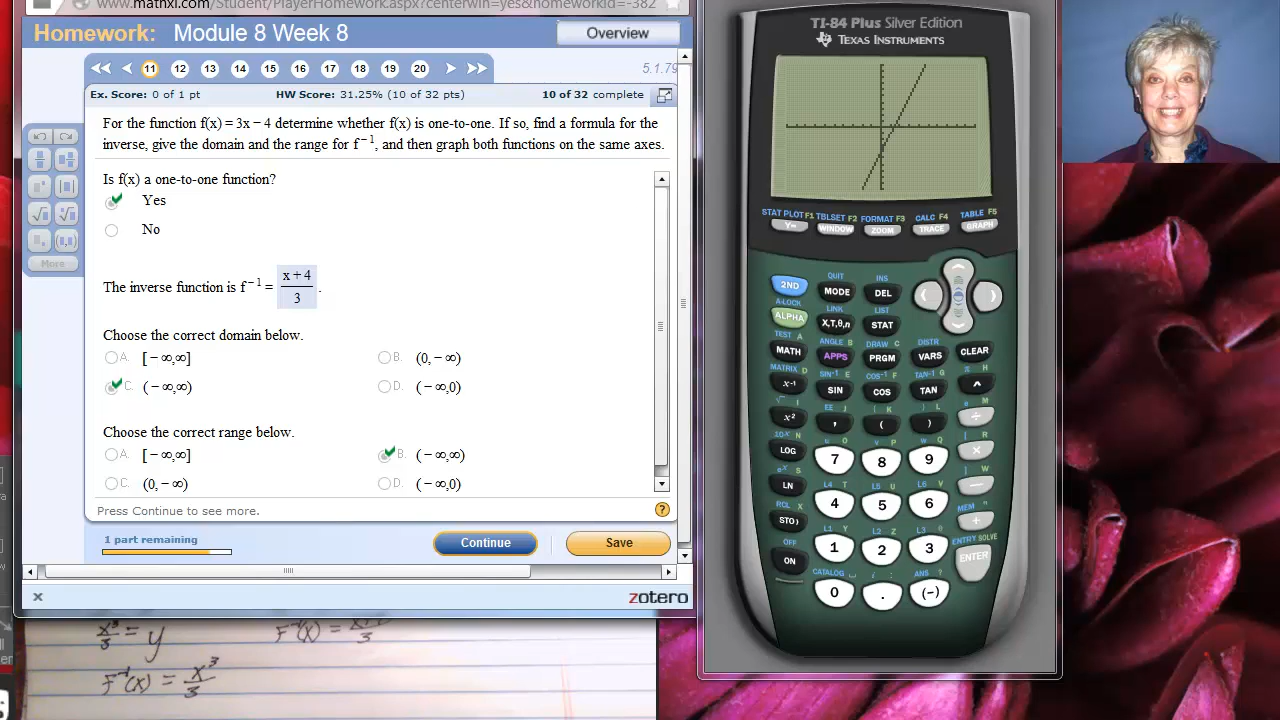 www.mathxl.com/Student/PlayerHomework.aspx?centerwin=yes&homeworkId=-382
Homework: Module 8 Week 8
Overview
11 12 13 14 15 16 17 18 19 20
5.1.79
Ex. Score: 0 of 1 pt
HW Score: 31.25% (10 of 32 pts)
10 of 32 complete
For the function f(x) = 3x − 4 determine whether f(x) is one-to-one. If so, find a formula for the
inverse, give the domain and the range for f⁻¹, and then graph both functions on the same axes.
Is f(x) a one-to-one function?
Yes
No
The inverse function is f⁻¹ = (x + 4)/3 .
Choose the correct domain below.
A. [ − ∞,∞]
B. (0, − ∞)
C. ( − ∞,∞)
D. ( − ∞,0)
Choose the correct range below.
A. [ − ∞,∞]
B. ( − ∞,∞)
C. (0, − ∞)
D. ( − ∞,0)
More
Press Continue to see more.
?
1 part remaining
Continue
Save
x
zotero
x³/3 = y
F⁻¹(x) = x³/3
TI-84 Plus Silver Edition
TEXAS INSTRUMENTS
STAT PLOT F1 TBLSET F2 FORMAT F3 CALC F4 TABLE F5
Y= WINDOW ZOOM TRACE GRAPH
QUIT INS
2ND MODE DEL
A-LOCK LINK LIST
ALPHA X,T,θ,n STAT
TEST A ANGLE B DRAW C DISTR
MATH APPS PRGM VARS CLEAR
MATRIX D SIN⁻¹ E COS⁻¹ F TAN⁻¹ G π H
x⁻¹ SIN COS TAN ^
√ I EE J { K } L e M
x² , ( ) ÷
10ˣ N u O v P w Q [ R
LOG 7 8 9 ×
eˣ S L4 T L5 U L6 V ] W
LN 4 5 6 −
RCL X L1 Y L2 Z L3 θ MEM "
STO⟩ 1 2 3 +
OFF CATALOG ␣ i : ANS ? ENTRY SOLVE
ON 0 . (−) ENTER